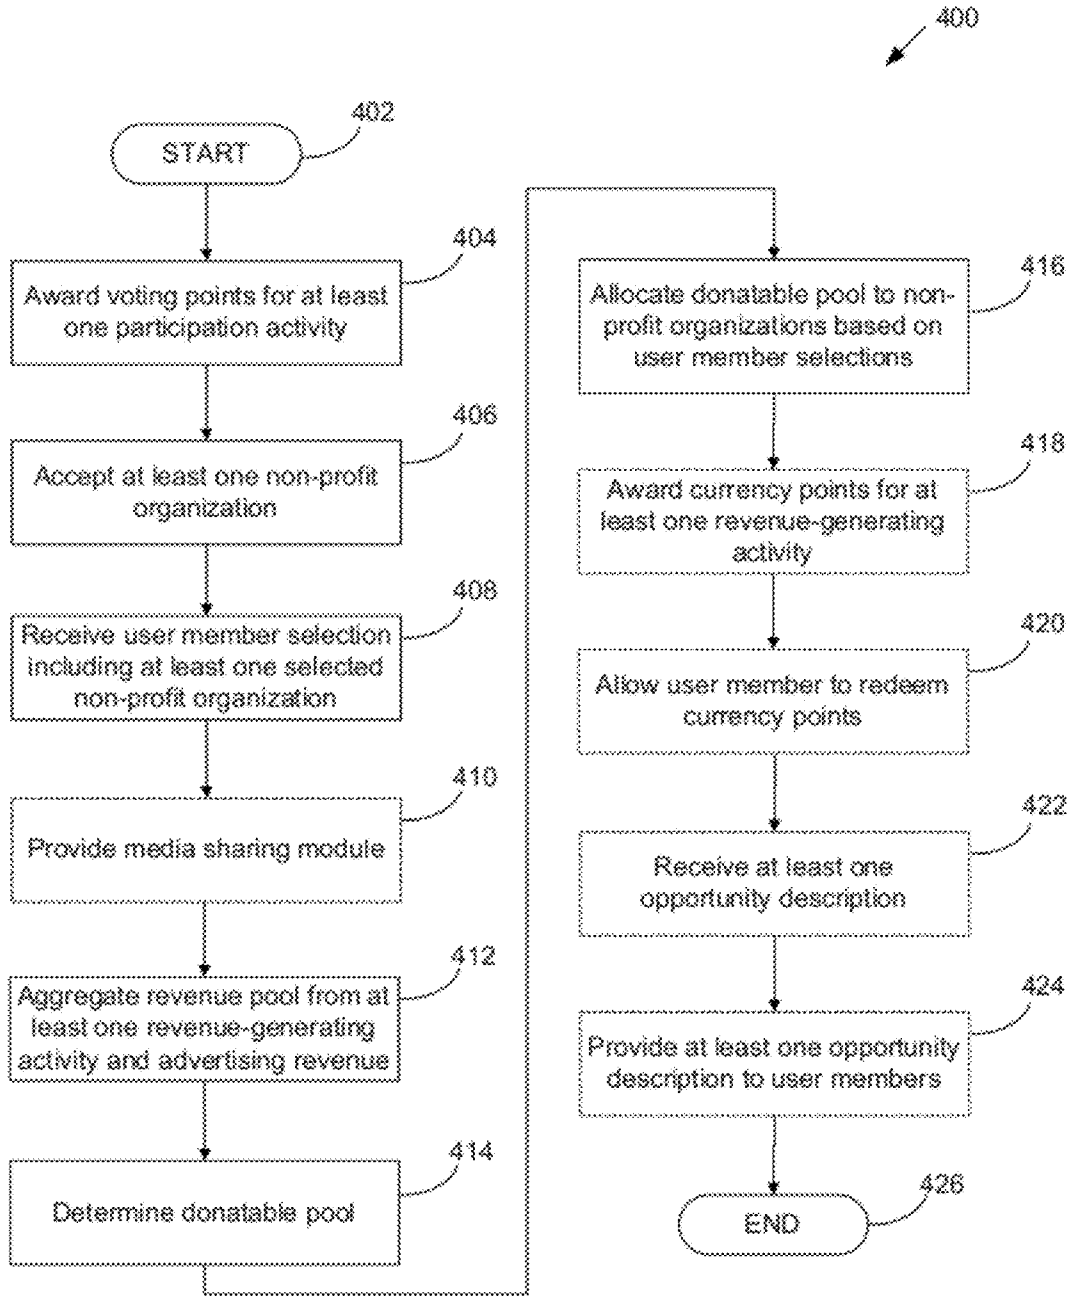 400
402
START
404
Award voting points for at least
one participation activity
406
Accept at least one non-profit
organization
408
Receive user member selection
including at least one selected
non-profit organization
410
Provide media sharing module
412
Aggregate revenue pool from at
least one revenue-generating
activity and advertising revenue
414
Determine donatable pool
416
Allocate donatable pool to non-
profit organizations based on
user member selections
418
Award currency points for at
least one revenue-generating
activity
420
Allow user member to redeem
currency points
422
Receive at least one
opportunity description
424
Provide at least one opportunity
description to user members
426
END